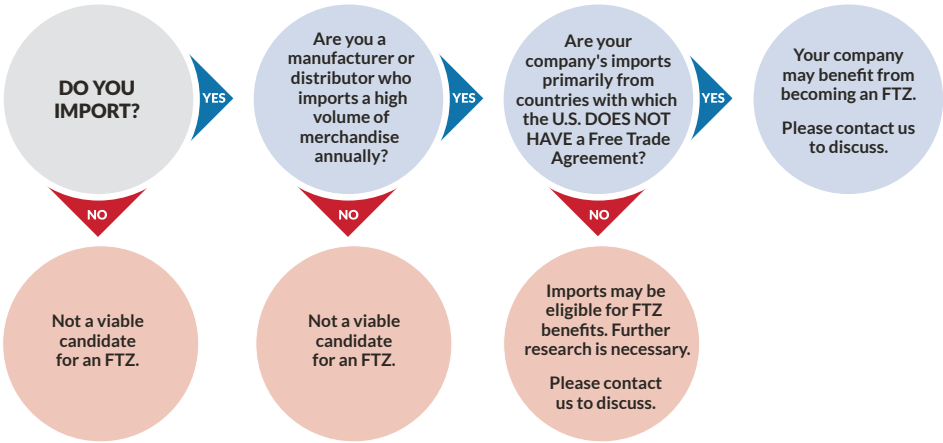 DO YOU
IMPORT?
YES
NO
Not a viable
candidate
for an FTZ.
Are you a
manufacturer or
distributor who
imports a high
volume of
merchandise
annually?
YES
NO
Not a viable
candidate
for an FTZ.
Are your
company's imports
primarily from
countries with which
the U.S. DOES NOT
HAVE a Free Trade
Agreement?
YES
NO
Imports may be
eligible for FTZ
benefits. Further
research is necessary.
Please contact
us to discuss.
Your company
may benefit from
becoming an FTZ.
Please contact us
to discuss.